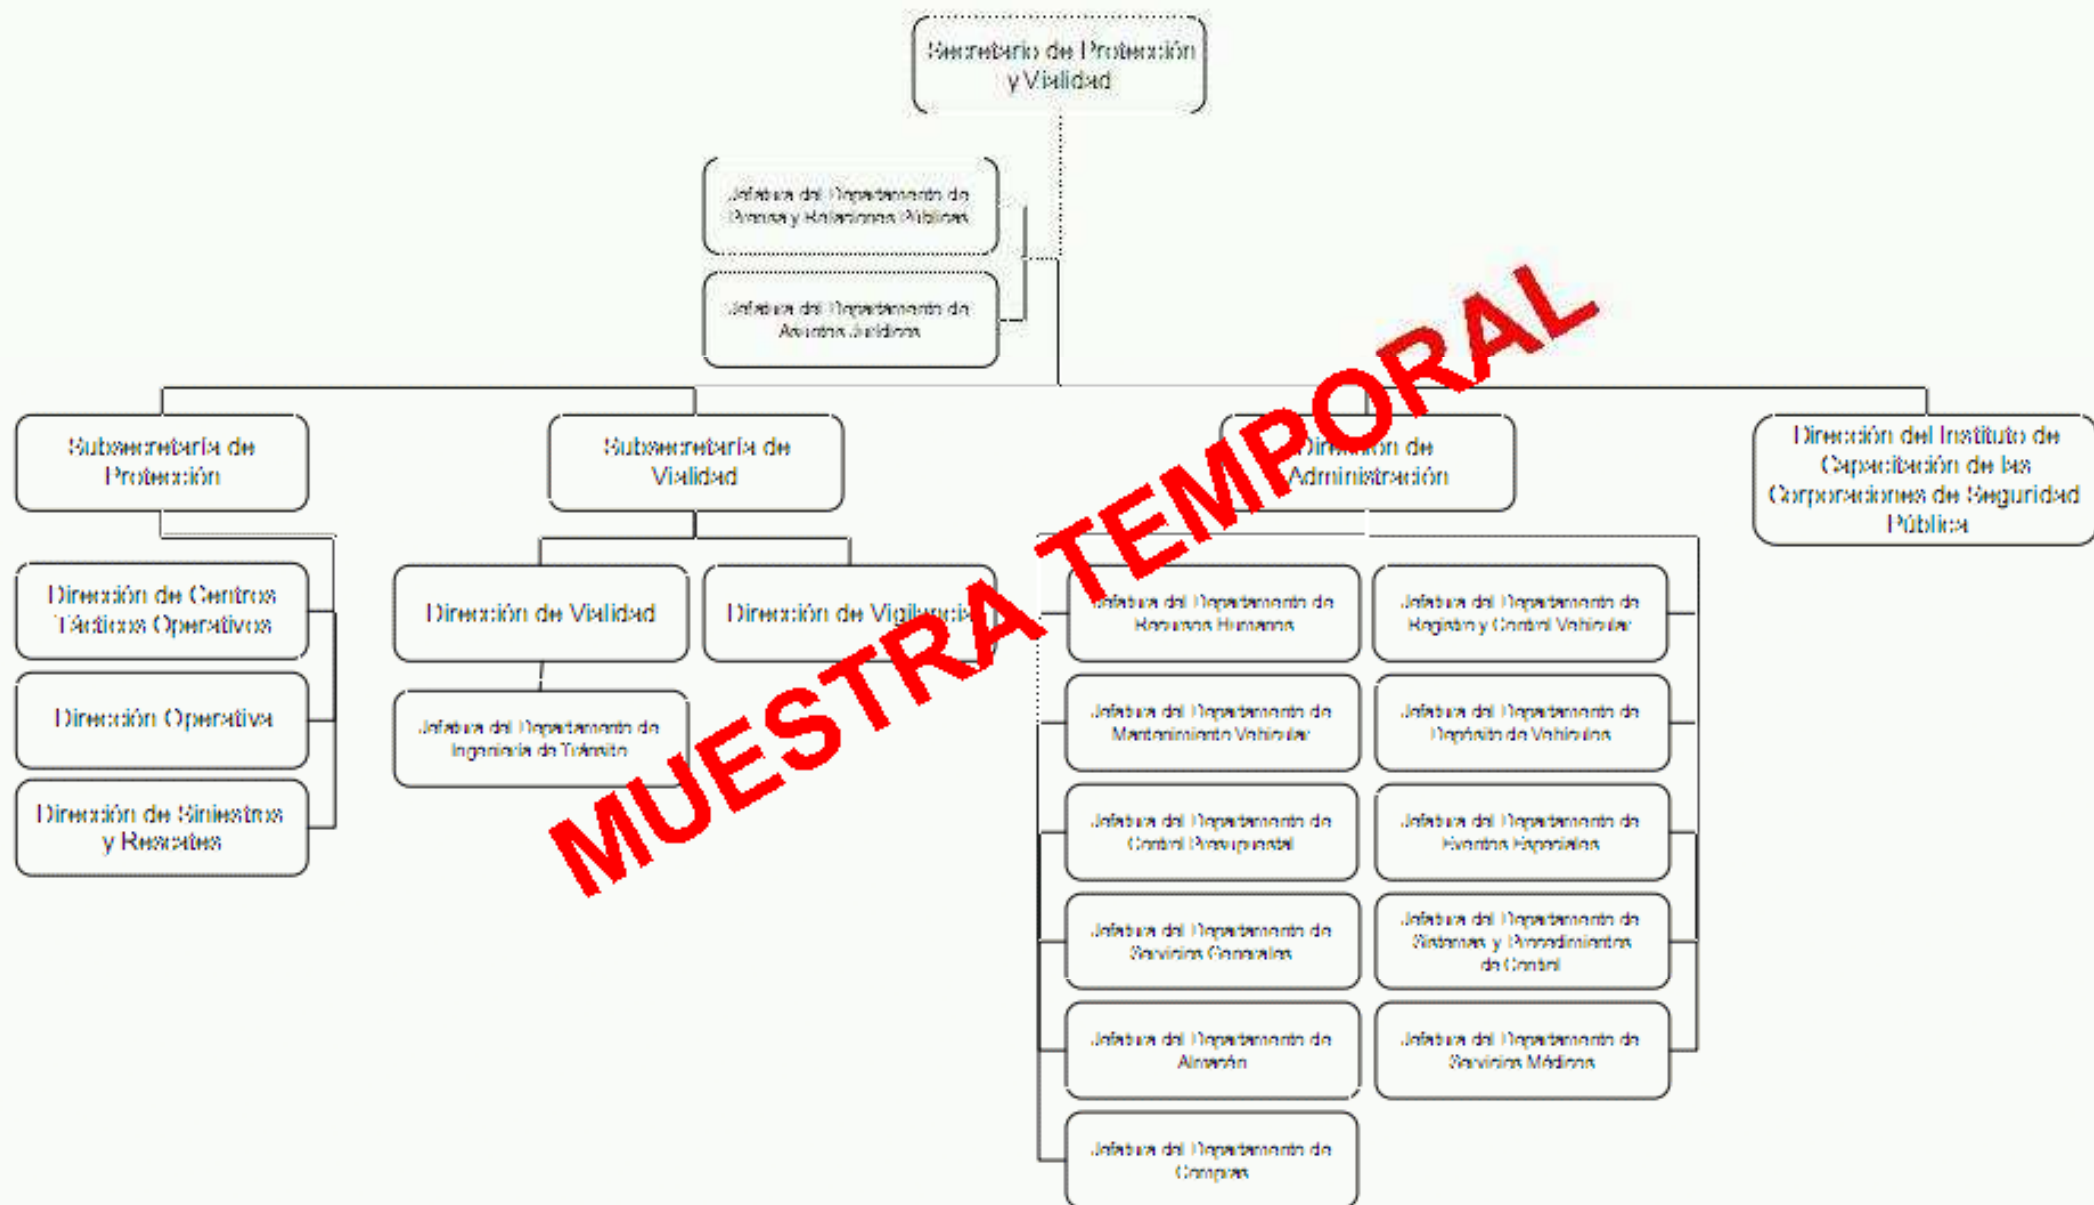 Secretario de Protección
y Vialidad
Jefatura del Departamento de
Prensa y Relaciones Públicas
Jefatura del Departamento de
Asuntos Jurídicos
Subsecretaría de
Protección
Subsecretaría de
Vialidad
Dirección de
Administración
Dirección del Instituto de
Capacitación de las
Corporaciones de Seguridad
Pública
Dirección de Centros
Tácticos Operativos
Dirección Operativa
Dirección de Siniestros
y Rescates
Dirección de Vialidad
Dirección de Vigilancia
Jefatura del Departamento de
Ingeniería de Tránsito
Jefatura del Departamento de
Recursos Humanos
Jefatura del Departamento de
Registro y Control Vehicular
Jefatura del Departamento de
Mantenimiento Vehicular
Jefatura del Departamento de
Depósito de Vehículos
Jefatura del Departamento de
Control Presupuestal
Jefatura del Departamento de
Eventos Especiales
Jefatura del Departamento de
Servicios Generales
Jefatura del Departamento de
Sistemas y Procedimientos
de Control
Jefatura del Departamento de
Almacén
Jefatura del Departamento de
Servicios Médicos
Jefatura del Departamento de
Compras
MUESTRA TEMPORAL